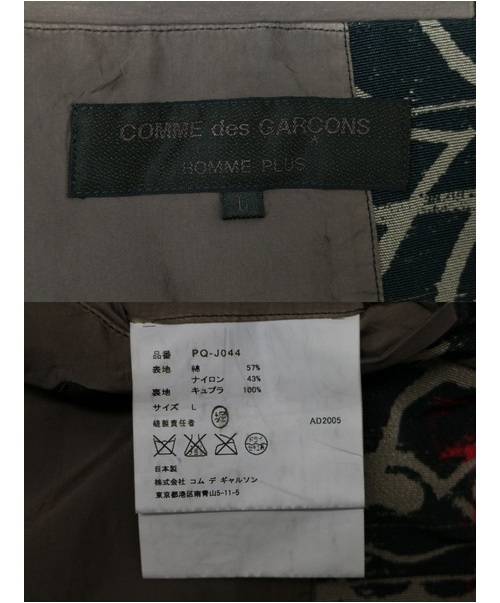 COMME des GARÇONS
HOMME PLUS
L
品番 PQ-J044
表地 綿 57%
ナイロン 43%
裏地 キュプラ 100%
サイズ L
縫製責任者 AD2005
日本製
株式会社 コム デ ギャルソン
東京都港区南青山5-11-5